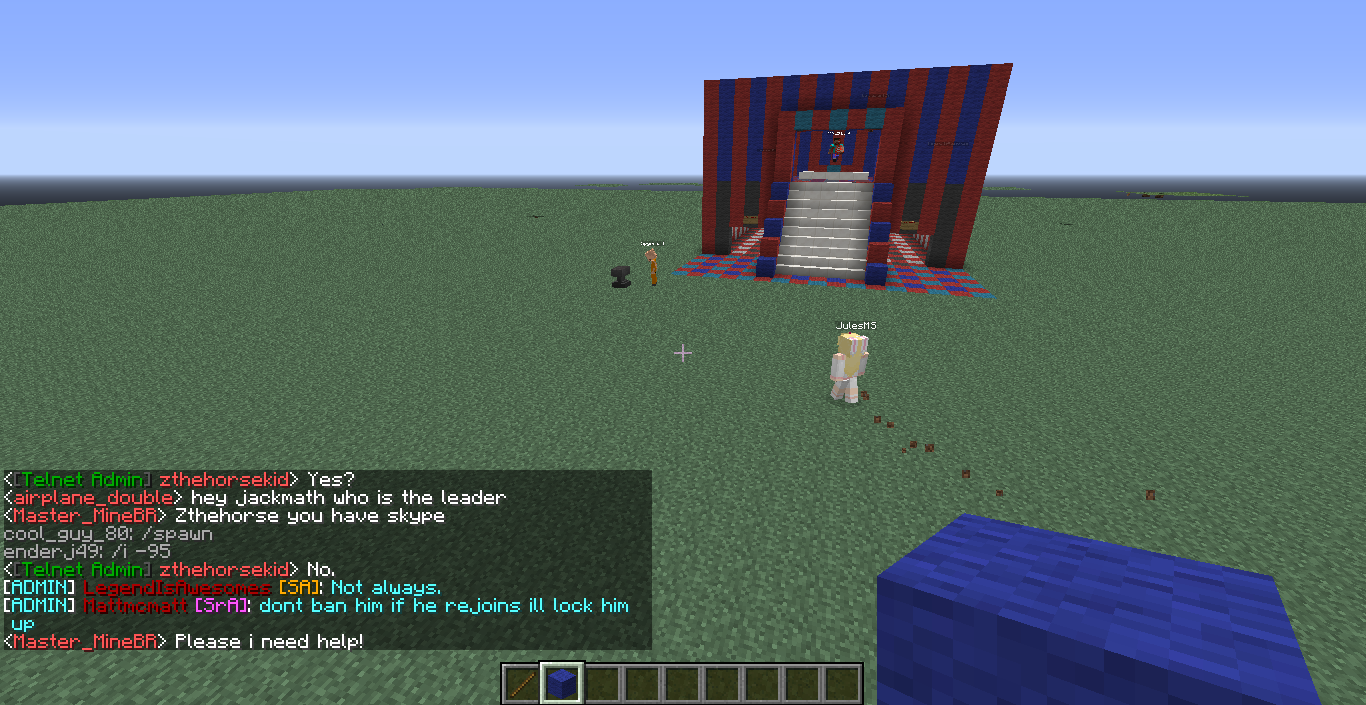 JulesMS
<[Telnet Admin] zthehorsekid> Yes?
<airplane_double> hey jackmath who is the leader
<Master_MineBR> Zthehorse you have skype
cool_guy_80: /spawn
enderj49: /i -95
<[Telnet Admin] zthehorsekid> No.
[ADMIN] LegendIsAwesomes [SA]: Not always.
[ADMIN] Mattmcmatt [SrA]: dont ban him if he rejoins ill lock him
up
<Master_MineBR> Please i need help!